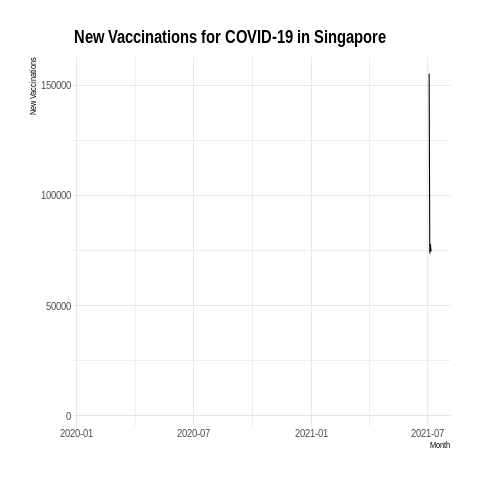 New Vaccinations for COVID-19 in Singapore
New Vaccinations
150000
100000
50000
0
2020-01 2020-07 2021-01 2021-07
Month